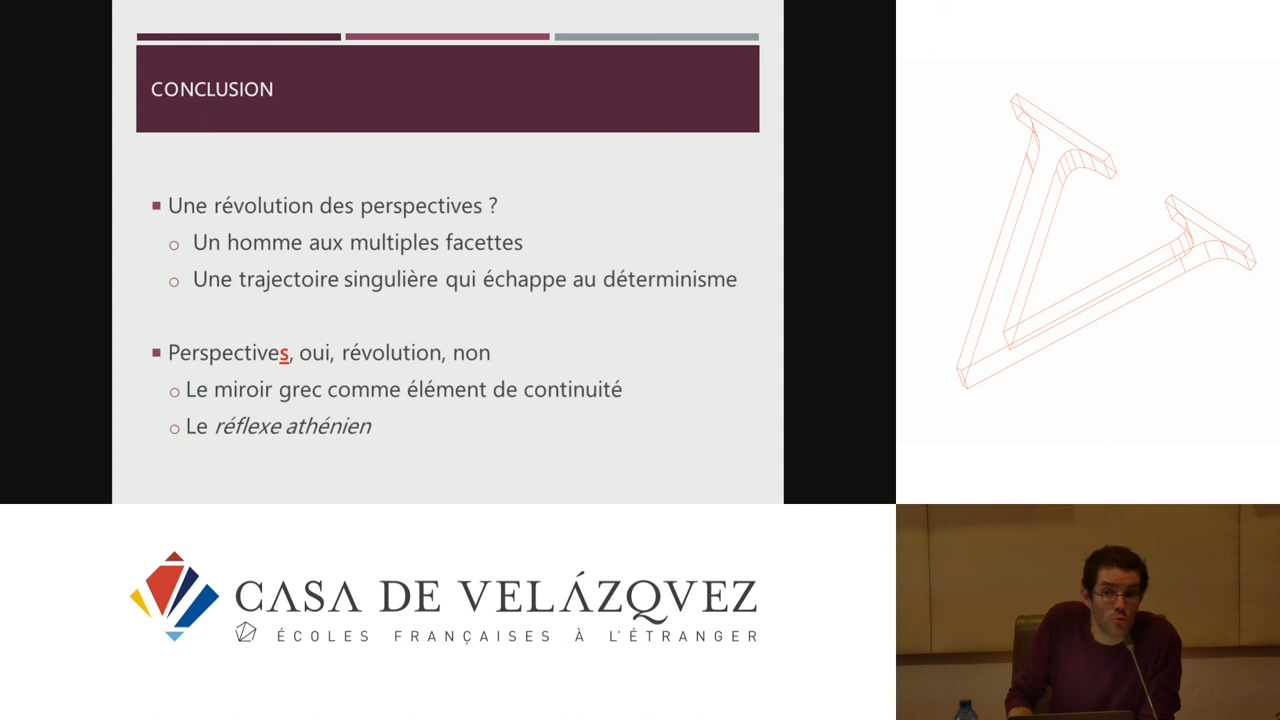 CONCLUSION
Une révolution des perspectives ?
Un homme aux multiples facettes
Une trajectoire singulière qui échappe au déterminisme
Perspectives, oui, révolution, non
Le miroir grec comme élément de continuité
Le réflexe athénien
CASA DE VELÁZQVEZ
ÉCOLES FRANÇAISES À L'ÉTRANGER